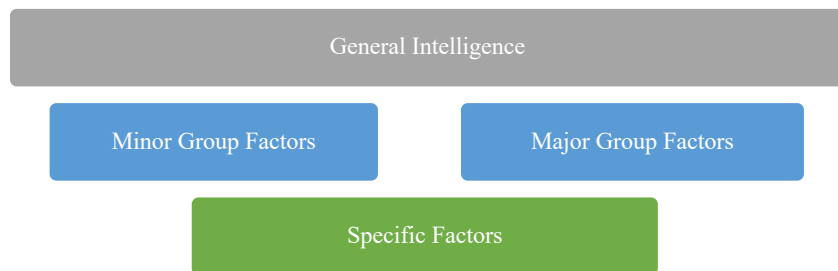 General Intelligence
Minor Group Factors
Major Group Factors
Specific Factors